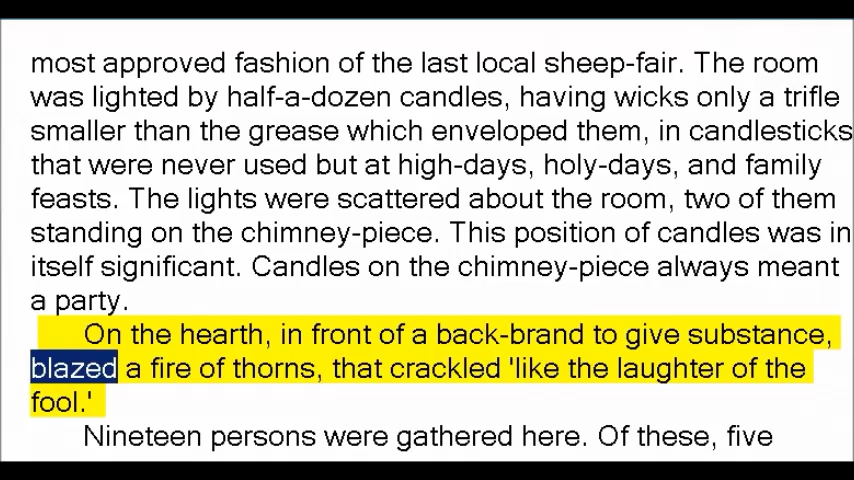 most approved fashion of the last local sheep-fair. The room
was lighted by half-a-dozen candles, having wicks only a trifle
smaller than the grease which enveloped them, in candlesticks
that were never used but at high-days, holy-days, and family
feasts. The lights were scattered about the room, two of them
standing on the chimney-piece. This position of candles was in
itself significant. Candles on the chimney-piece always meant
a party.
On the hearth, in front of a back-brand to give substance,
blazed a fire of thorns, that crackled 'like the laughter of the
fool.'
Nineteen persons were gathered here. Of these, five